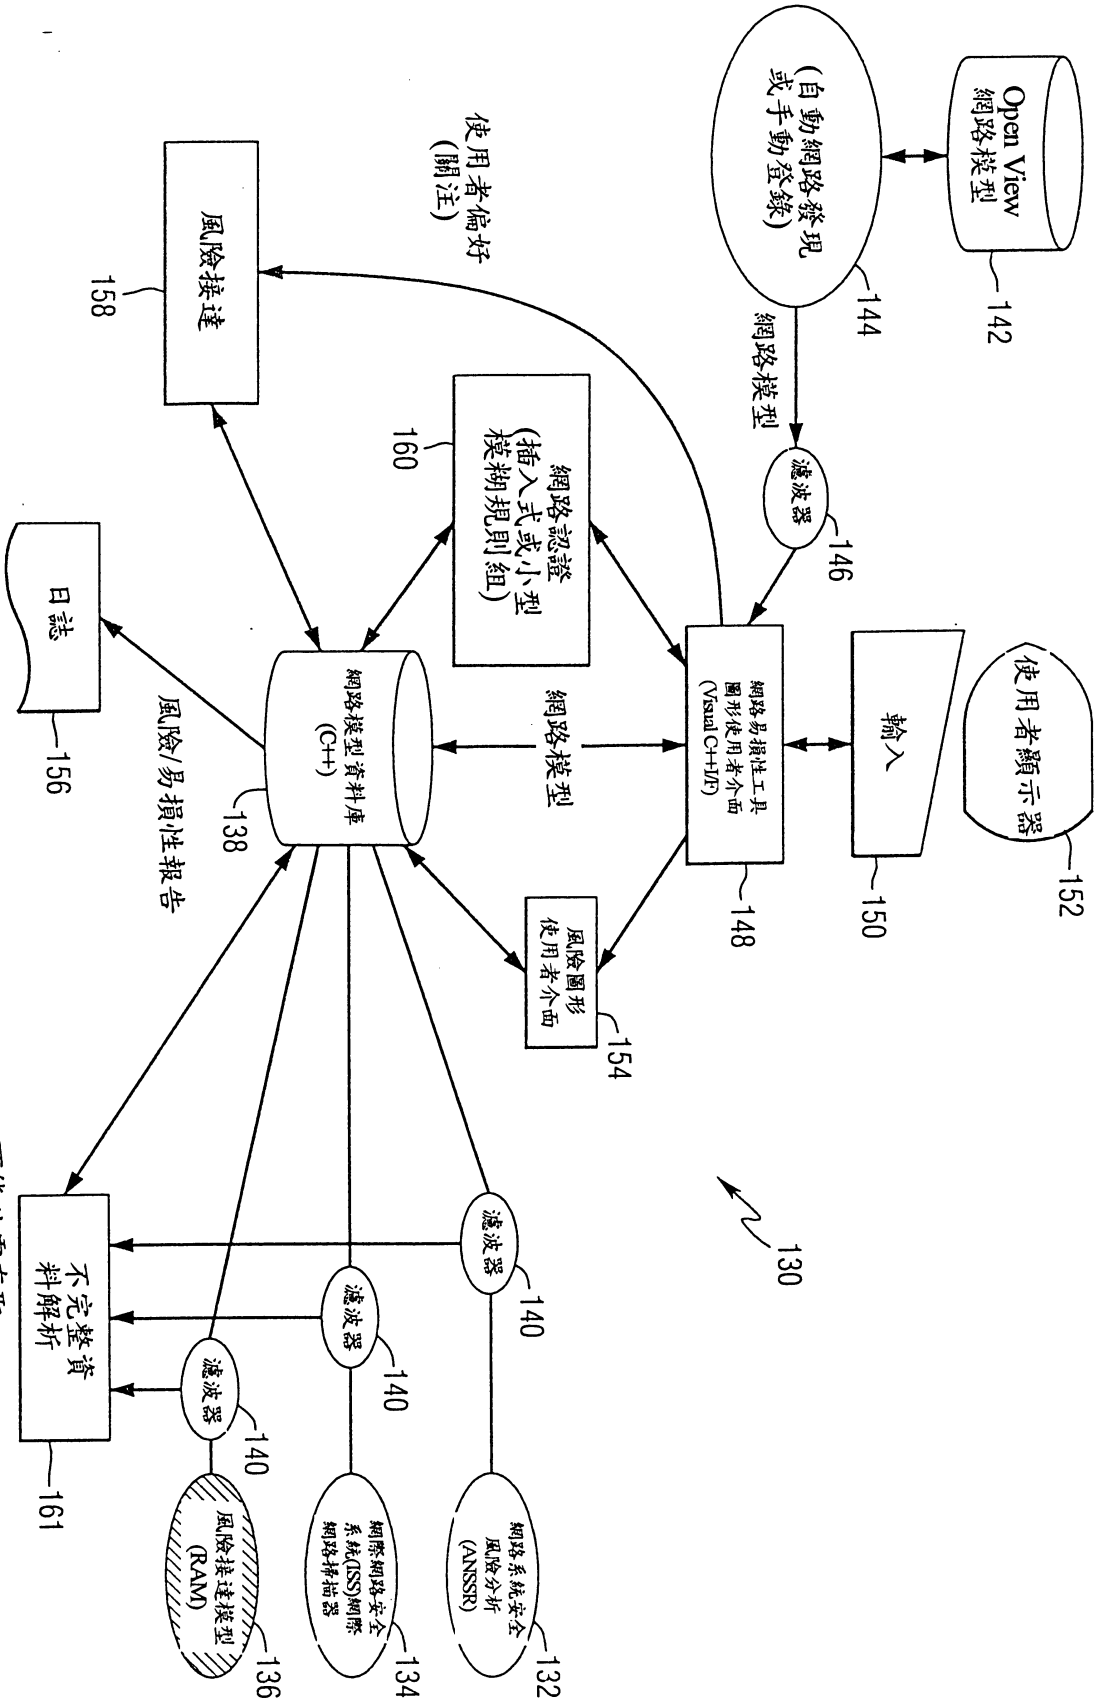 Open View
網路模型
142
(自動網路發現
或手動登錄)
144
網路模型
濾波器
146
使用者顯示器
152
輸入
150
網路易損性工具
圖形使用者介面
(Visual C++I/F)
148
130
使用者偏好
(關注)
網路認證
(插入式或小型
模糊規則組)
160
網路模型
風險圖形
使用者介面
154
風險接達
158
網路模型資料庫
(C++)
138
日誌
156
風險/易損性報告
濾波器
140
濾波器
140
濾波器
140
網路系統安全
風險分析
(ANSSR)
132
網際網路安全
系統(ISS)網際
網路掃描器
134
風險接達模型
(RAM)
136
不完整資
料解析
161